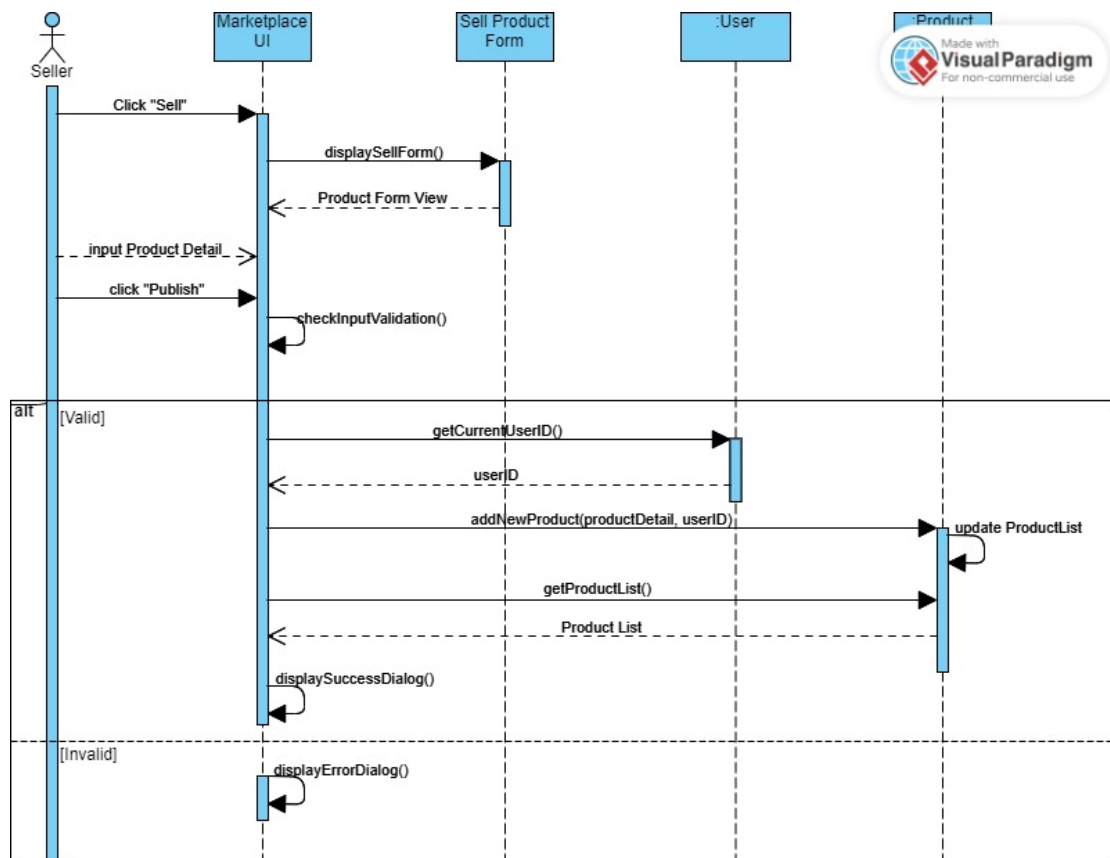 Marketplace
UI
Sell Product
Form
:User
:Product
Made with
Visual Paradigm
For non-commercial use
Seller
Click "Sell"
displaySellForm()
Product Form View
input Product Detail
click "Publish"
checkInputValidation()
alt
[Valid]
getCurrentUserID()
userID
addNewProduct(productDetail, userID)
update ProductList
getProductList()
Product List
displaySuccessDialog()
[Invalid]
displayErrorDialog()